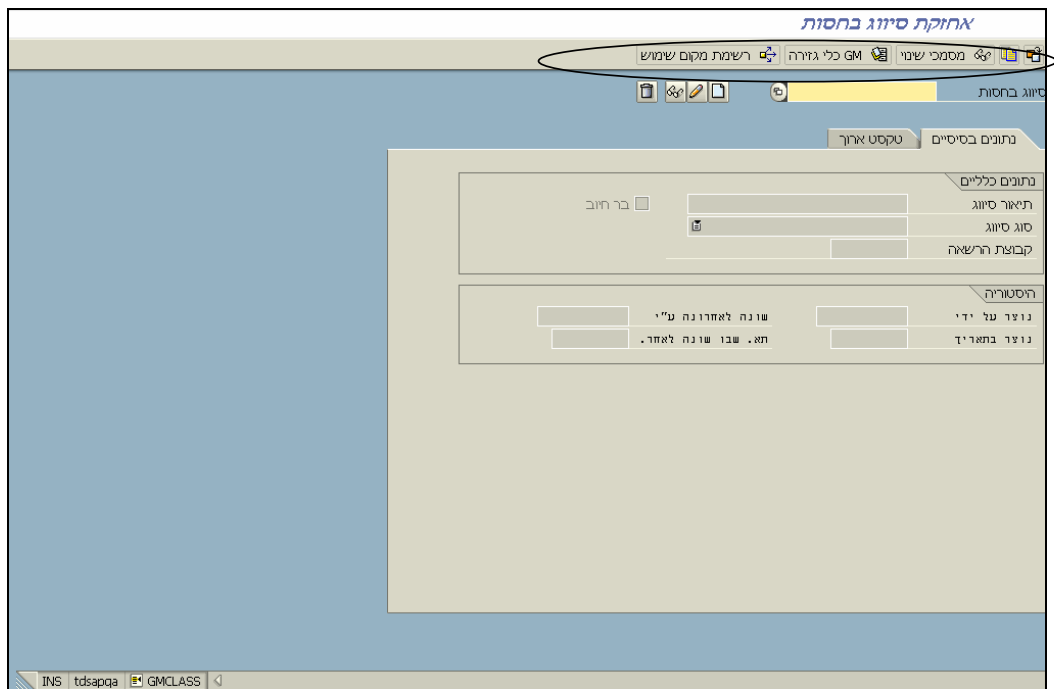 אחזקת סיווג בחסות
מסמכי שינוי GM כלי גזירה רשימת מקום שימוש
סיווג בחסות
נתונים בסיסיים טקסט ארוך
נתונים כלליים
תיאור סיווג בר חיוב
סוג סיווג
קבוצת הרשאה
היסטוריה
נוצר על ידי שונה לאחרונה ע"י
נוצר בתאריך תא. שבו שונה לאחר.
INS tdsapqa GMCLASS